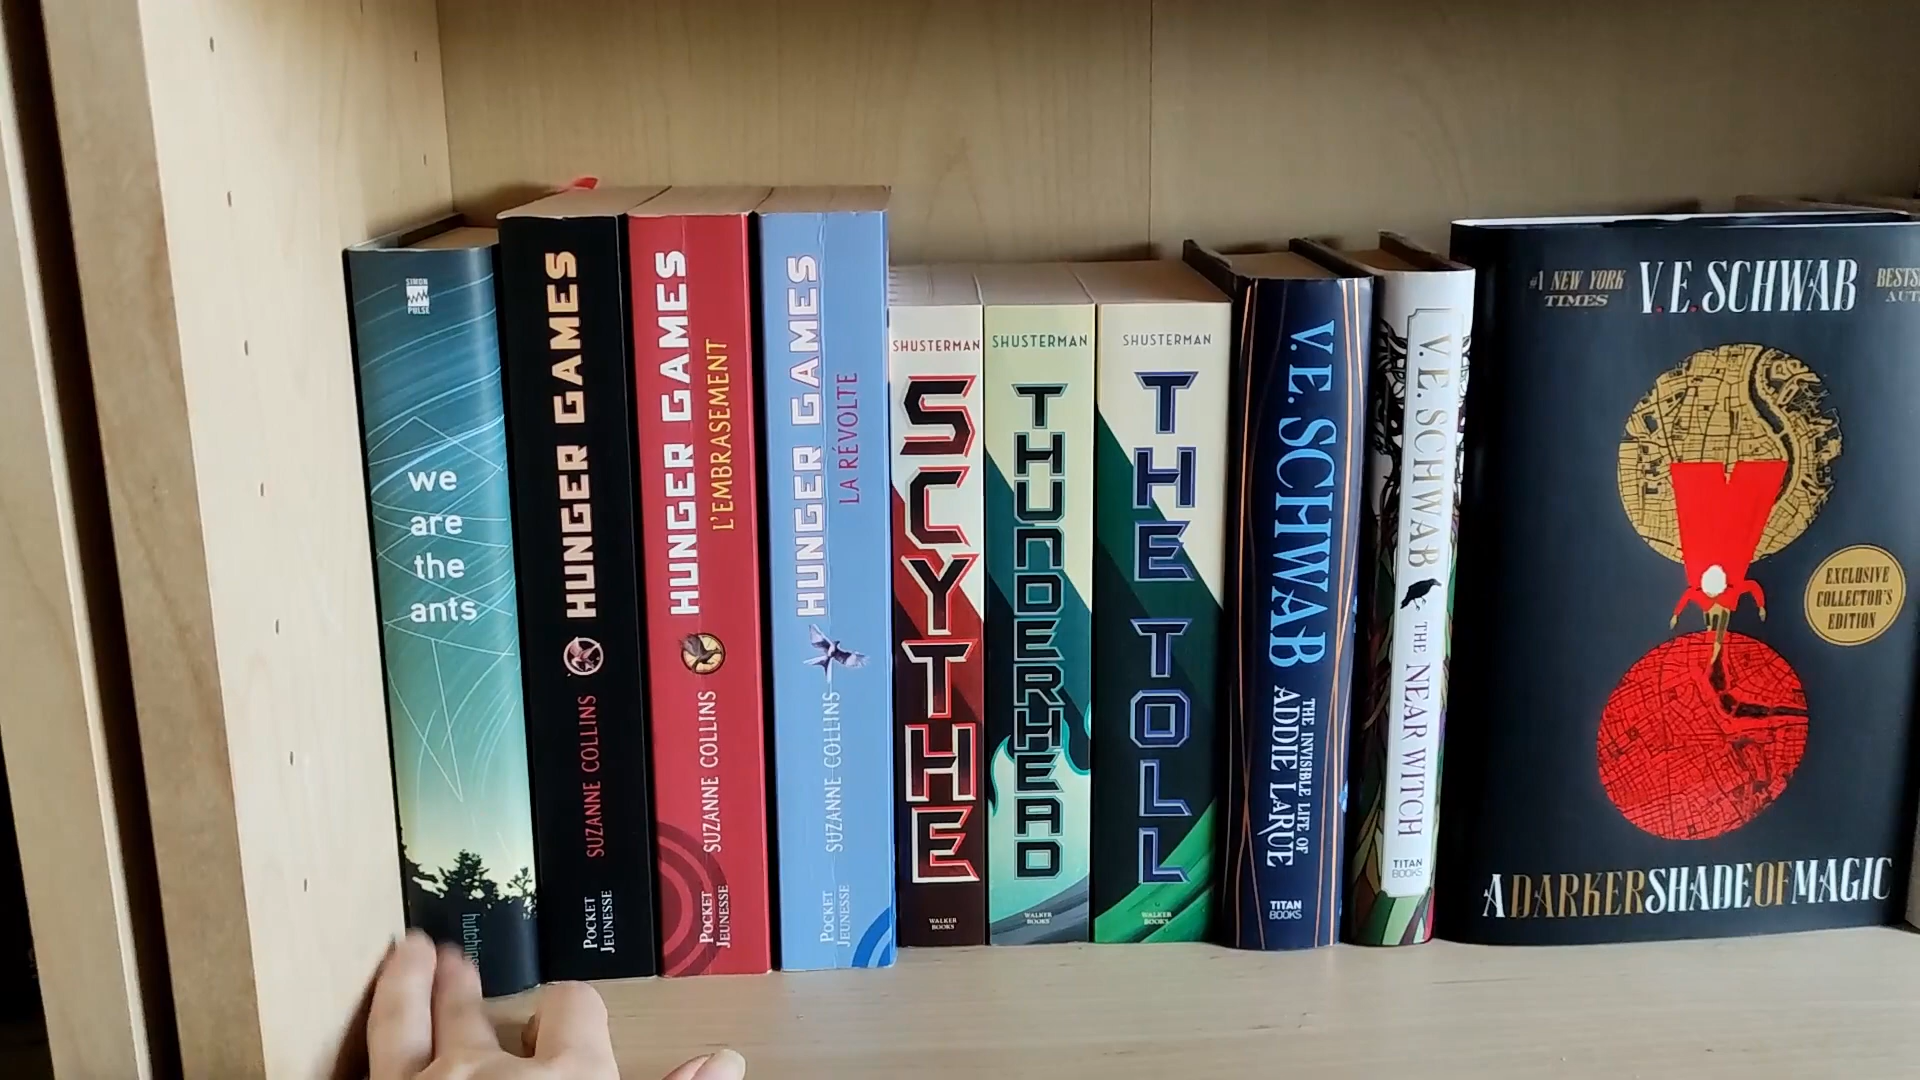 SIMON
PULSE
we
are
the
ants
HUNGER GAMES
SUZANNE COLLINS
POCKET
JEUNESSE
HUNGER GAMES
L'EMBRASEMENT
SUZANNE COLLINS
POCKET
JEUNESSE
HUNGER GAMES
LA RÉVOLTE
SUZANNE COLLINS
POCKET
JEUNESSE
SHUSTERMAN
SCYTHE
WALKER
BOOKS
SHUSTERMAN
THUNDERHEAD
WALKER
BOOKS
SHUSTERMAN
THE TOLL
WALKER
BOOKS
V.E. SCHWAB
THE INVISIBLE LIFE OF
ADDIE LARUE
TITAN
BOOKS
V.E. SCHWAB
THE NEAR WITCH
TITAN
BOOKS
#1 NEW YORK
TIMES
V.E. SCHWAB
EXCLUSIVE
COLLECTOR'S
EDITION
A DARKER SHADE OF MAGIC